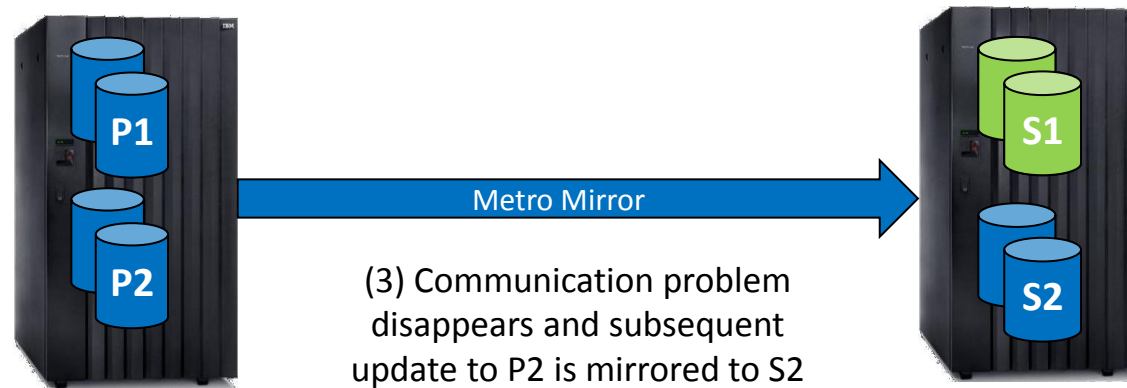 IBM
P1
P2
Metro Mirror
(3) Communication problem
disappears and subsequent
update to P2 is mirrored to S2
S1
S2